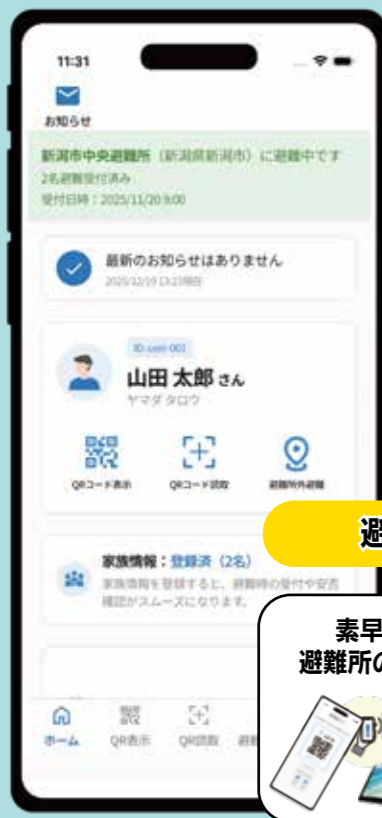 11:31
お知らせ
新潟市中央避難所（新潟県新潟市）に避難中です
2名避難受付済み
受付日時：2025/11/20 9:00
最新のお知らせはありません
2025/12/19 13:23現在
ID:user-001
山田 太郎 さん
ヤマダ タロウ
QRコード表示 QRコード読取 避難所外避難
家族情報：登録済（2名）
家族情報を登録すると、避難時の受付や安否
確認がスムーズになります。
避
素早
避難所の
ホーム QR表示 QR読取 避難